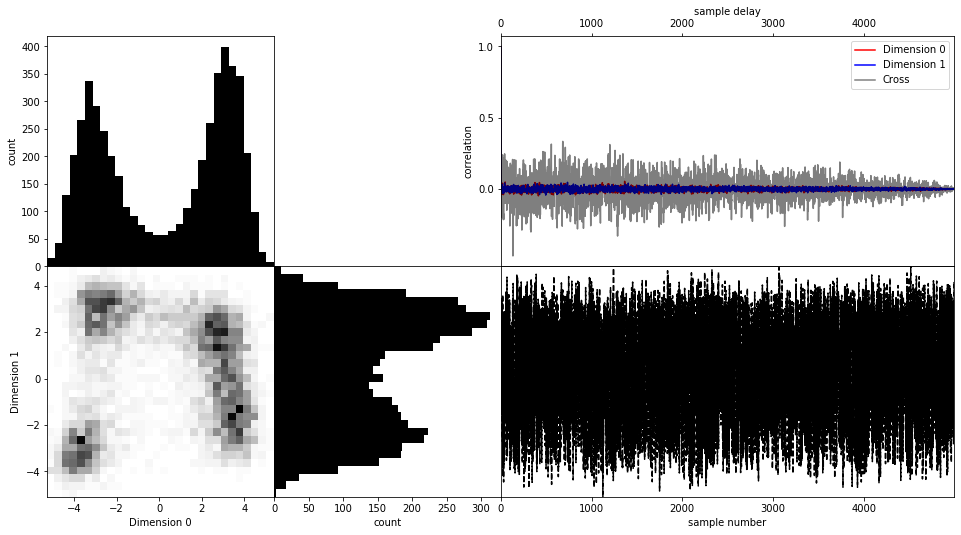 sample delay
0 1000 2000 3000 4000
400
350
300
250
200
150
100
50
0
count
1.0
0.5
0.0
correlation
Dimension 0
Dimension 1
Cross
4
2
0
−2
−4
Dimension 1
−4 −2 0 2 4
Dimension 0
0 50 100 150 200 250 300
count
0 1000 2000 3000 4000
sample number